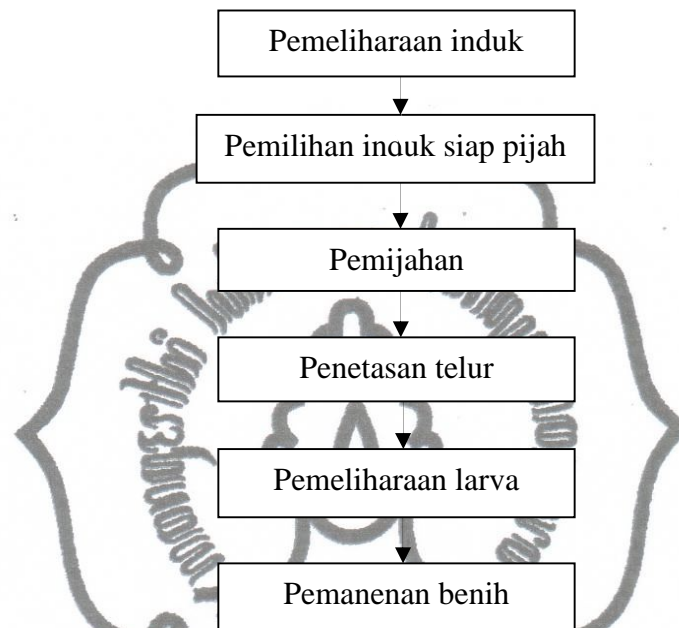 Pemeliharaan induk
Pemilihan induk siap pijah
Pemijahan
Penetasan telur
Pemeliharaan larva
Pemanenan benih